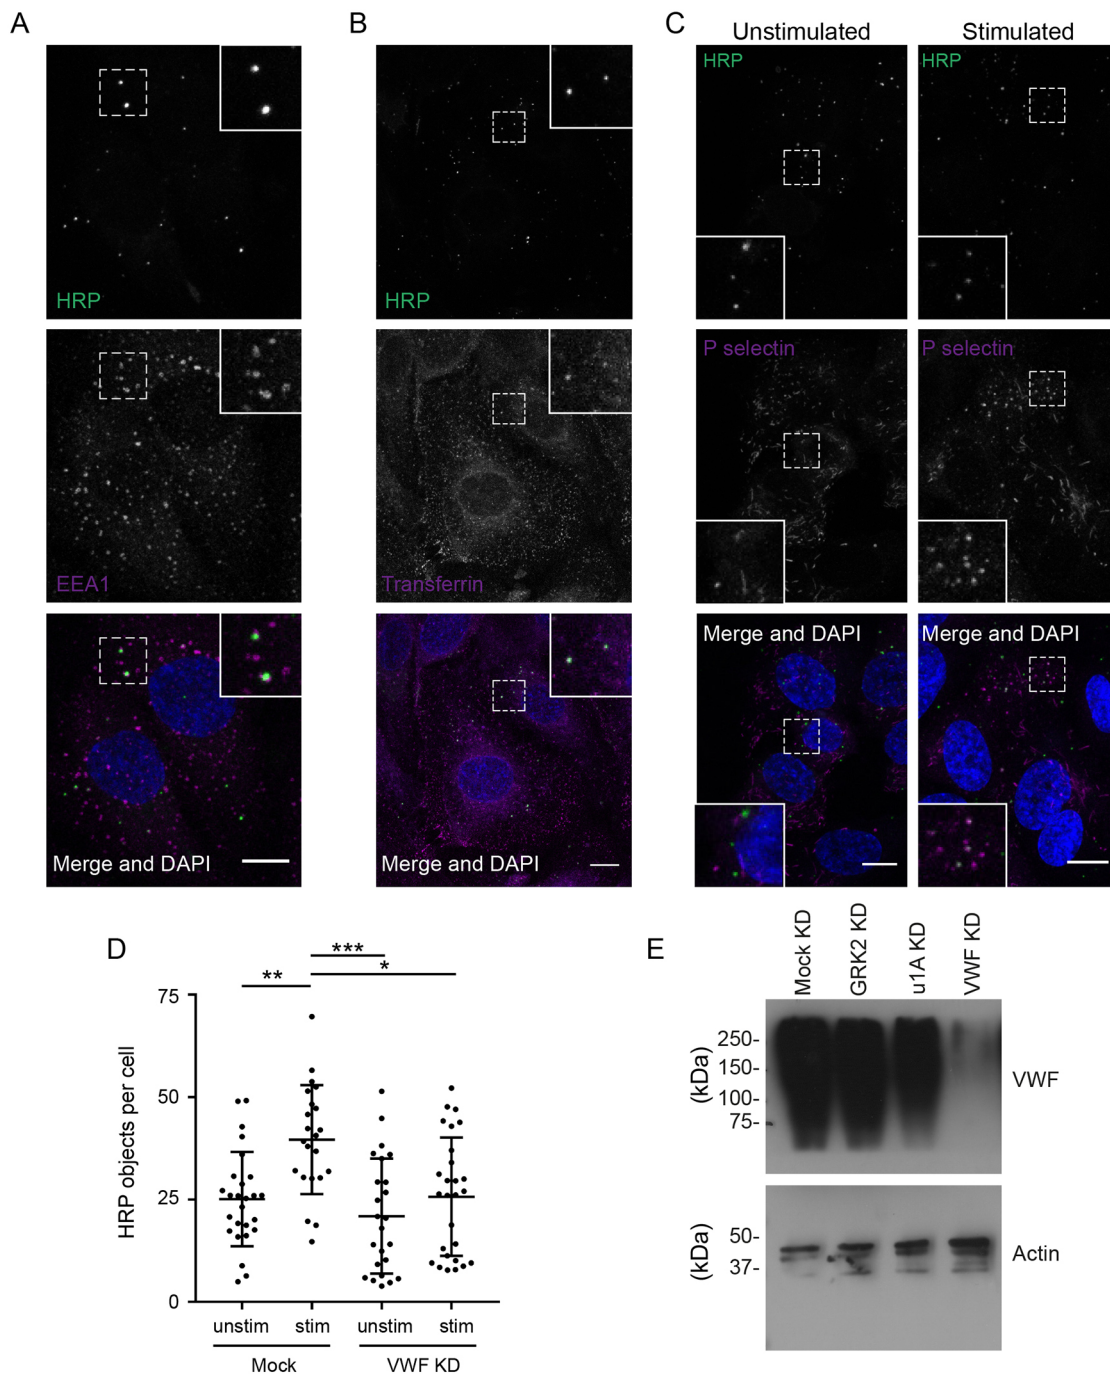 A
B
C
Unstimulated
Stimulated
HRP
HRP
HRP
HRP
EEA1
Transferrin
P selectin
P selectin
Merge and DAPI
Merge and DAPI
Merge and DAPI
Merge and DAPI
D
***
**
*
HRP objects per cell
75
50
25
0
unstim
stim
unstim
stim
Mock
VWF KD
E
Mock KD
GRK2 KD
u1A KD
VWF KD
(kDa)
250-
150-
100-
75-
VWF
(kDa)
50-
37-
Actin